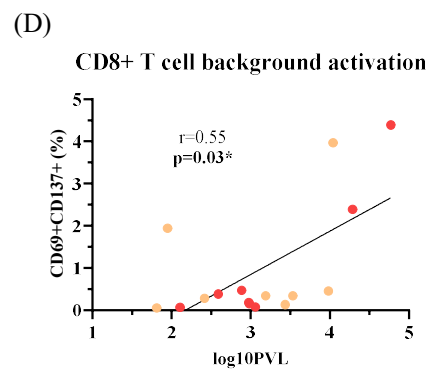 (D)
CD8+ T cell background activation
CD69+CD137+ (%)
5
4
3
2
1
0
r=0.55
p=0.03*
1
2
3
4
5
log10PVL